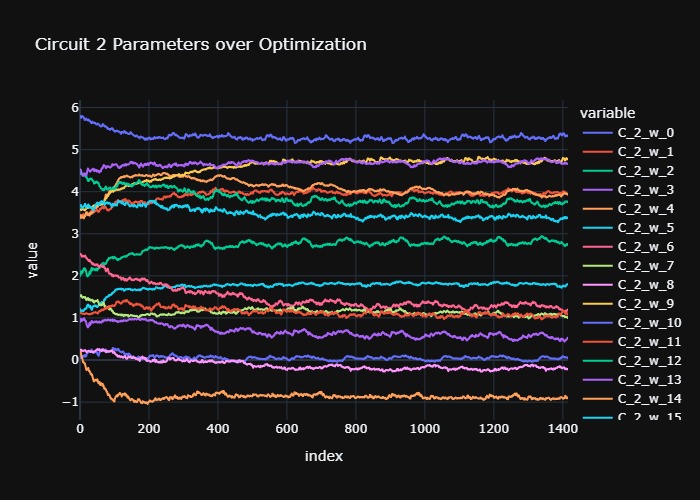 Circuit 2 Parameters over Optimization
variable
C_2_w_0
C_2_w_1
C_2_w_2
C_2_w_3
C_2_w_4
C_2_w_5
C_2_w_6
C_2_w_7
C_2_w_8
C_2_w_9
C_2_w_10
C_2_w_11
C_2_w_12
C_2_w_13
C_2_w_14
C_2_w_15
value
6
5
4
3
2
1
0
−1
0 200 400 600 800 1000 1200 1400
index